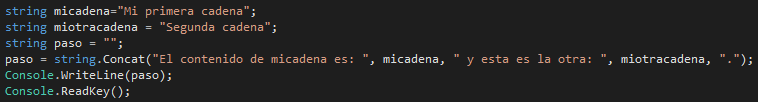 string micadena="Mi primera cadena";
string miotracadena = "Segunda cadena";
string paso = "";
paso = string.Concat("El contenido de micadena es: ", micadena, " y esta es la otra: ", miotracadena, ".");
Console.WriteLine(paso);
Console.ReadKey();